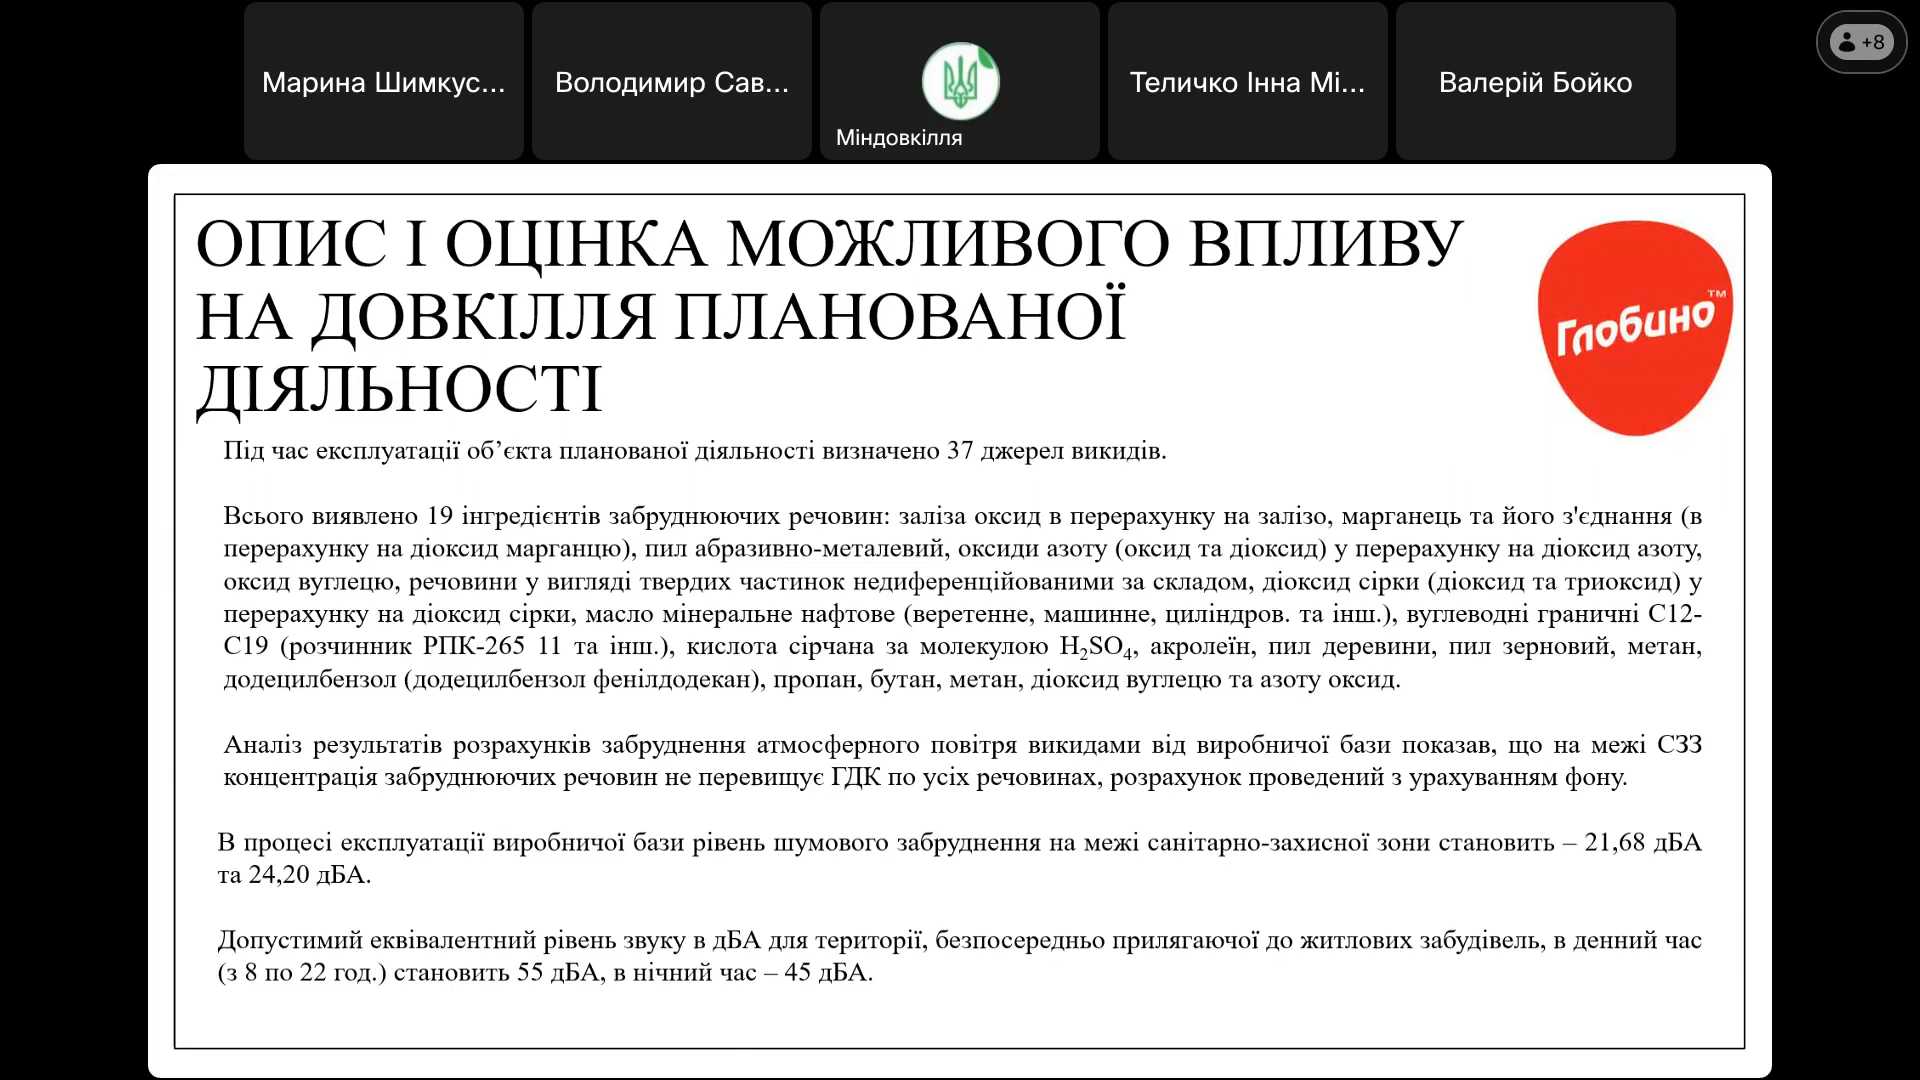 Марина Шимкус...
Володимир Сав...
Міндовкілля
Теличко Інна Мі...
Валерій Бойко
+8
ОПИС І ОЦІНКА МОЖЛИВОГО ВПЛИВУ
НА ДОВКІЛЛЯ ПЛАНОВАНОЇ
ДІЯЛЬНОСТІ
Глобино™
Під час експлуатації об’єкта планованої діяльності визначено 37 джерел викидів.
Всього виявлено 19 інгредієнтів забруднюючих речовин: заліза оксид в перерахунку на залізо, марганець та його з'єднання (в
перерахунку на діоксид марганцю), пил абразивно-металевий, оксиди азоту (оксид та діоксид) у перерахунку на діоксид азоту,
оксид вуглецю, речовини у вигляді твердих частинок недиференційованими за складом, діоксид сірки (діоксид та триоксид) у
перерахунку на діоксид сірки, масло мінеральне нафтове (веретенне, машинне, циліндров. та інш.), вуглеводні граничні С12-
С19 (розчинник РПК-265 11 та інш.), кислота сірчана за молекулою H₂SO₄, акролеїн, пил деревини, пил зерновий, метан,
додецилбензол (додецилбензол фенілдодекан), пропан, бутан, метан, діоксид вуглецю та азоту оксид.
Аналіз результатів розрахунків забруднення атмосферного повітря викидами від виробничої бази показав, що на межі СЗЗ
концентрація забруднюючих речовин не перевищує ГДК по усіх речовинах, розрахунок проведений з урахуванням фону.
В процесі експлуатації виробничої бази рівень шумового забруднення на межі санітарно-захисної зони становить – 21,68 дБА
та 24,20 дБА.
Допустимий еквівалентний рівень звуку в дБА для території, безпосередньо прилягаючої до житлових забудівель, в денний час
(з 8 по 22 год.) становить 55 дБА, в нічний час – 45 дБА.